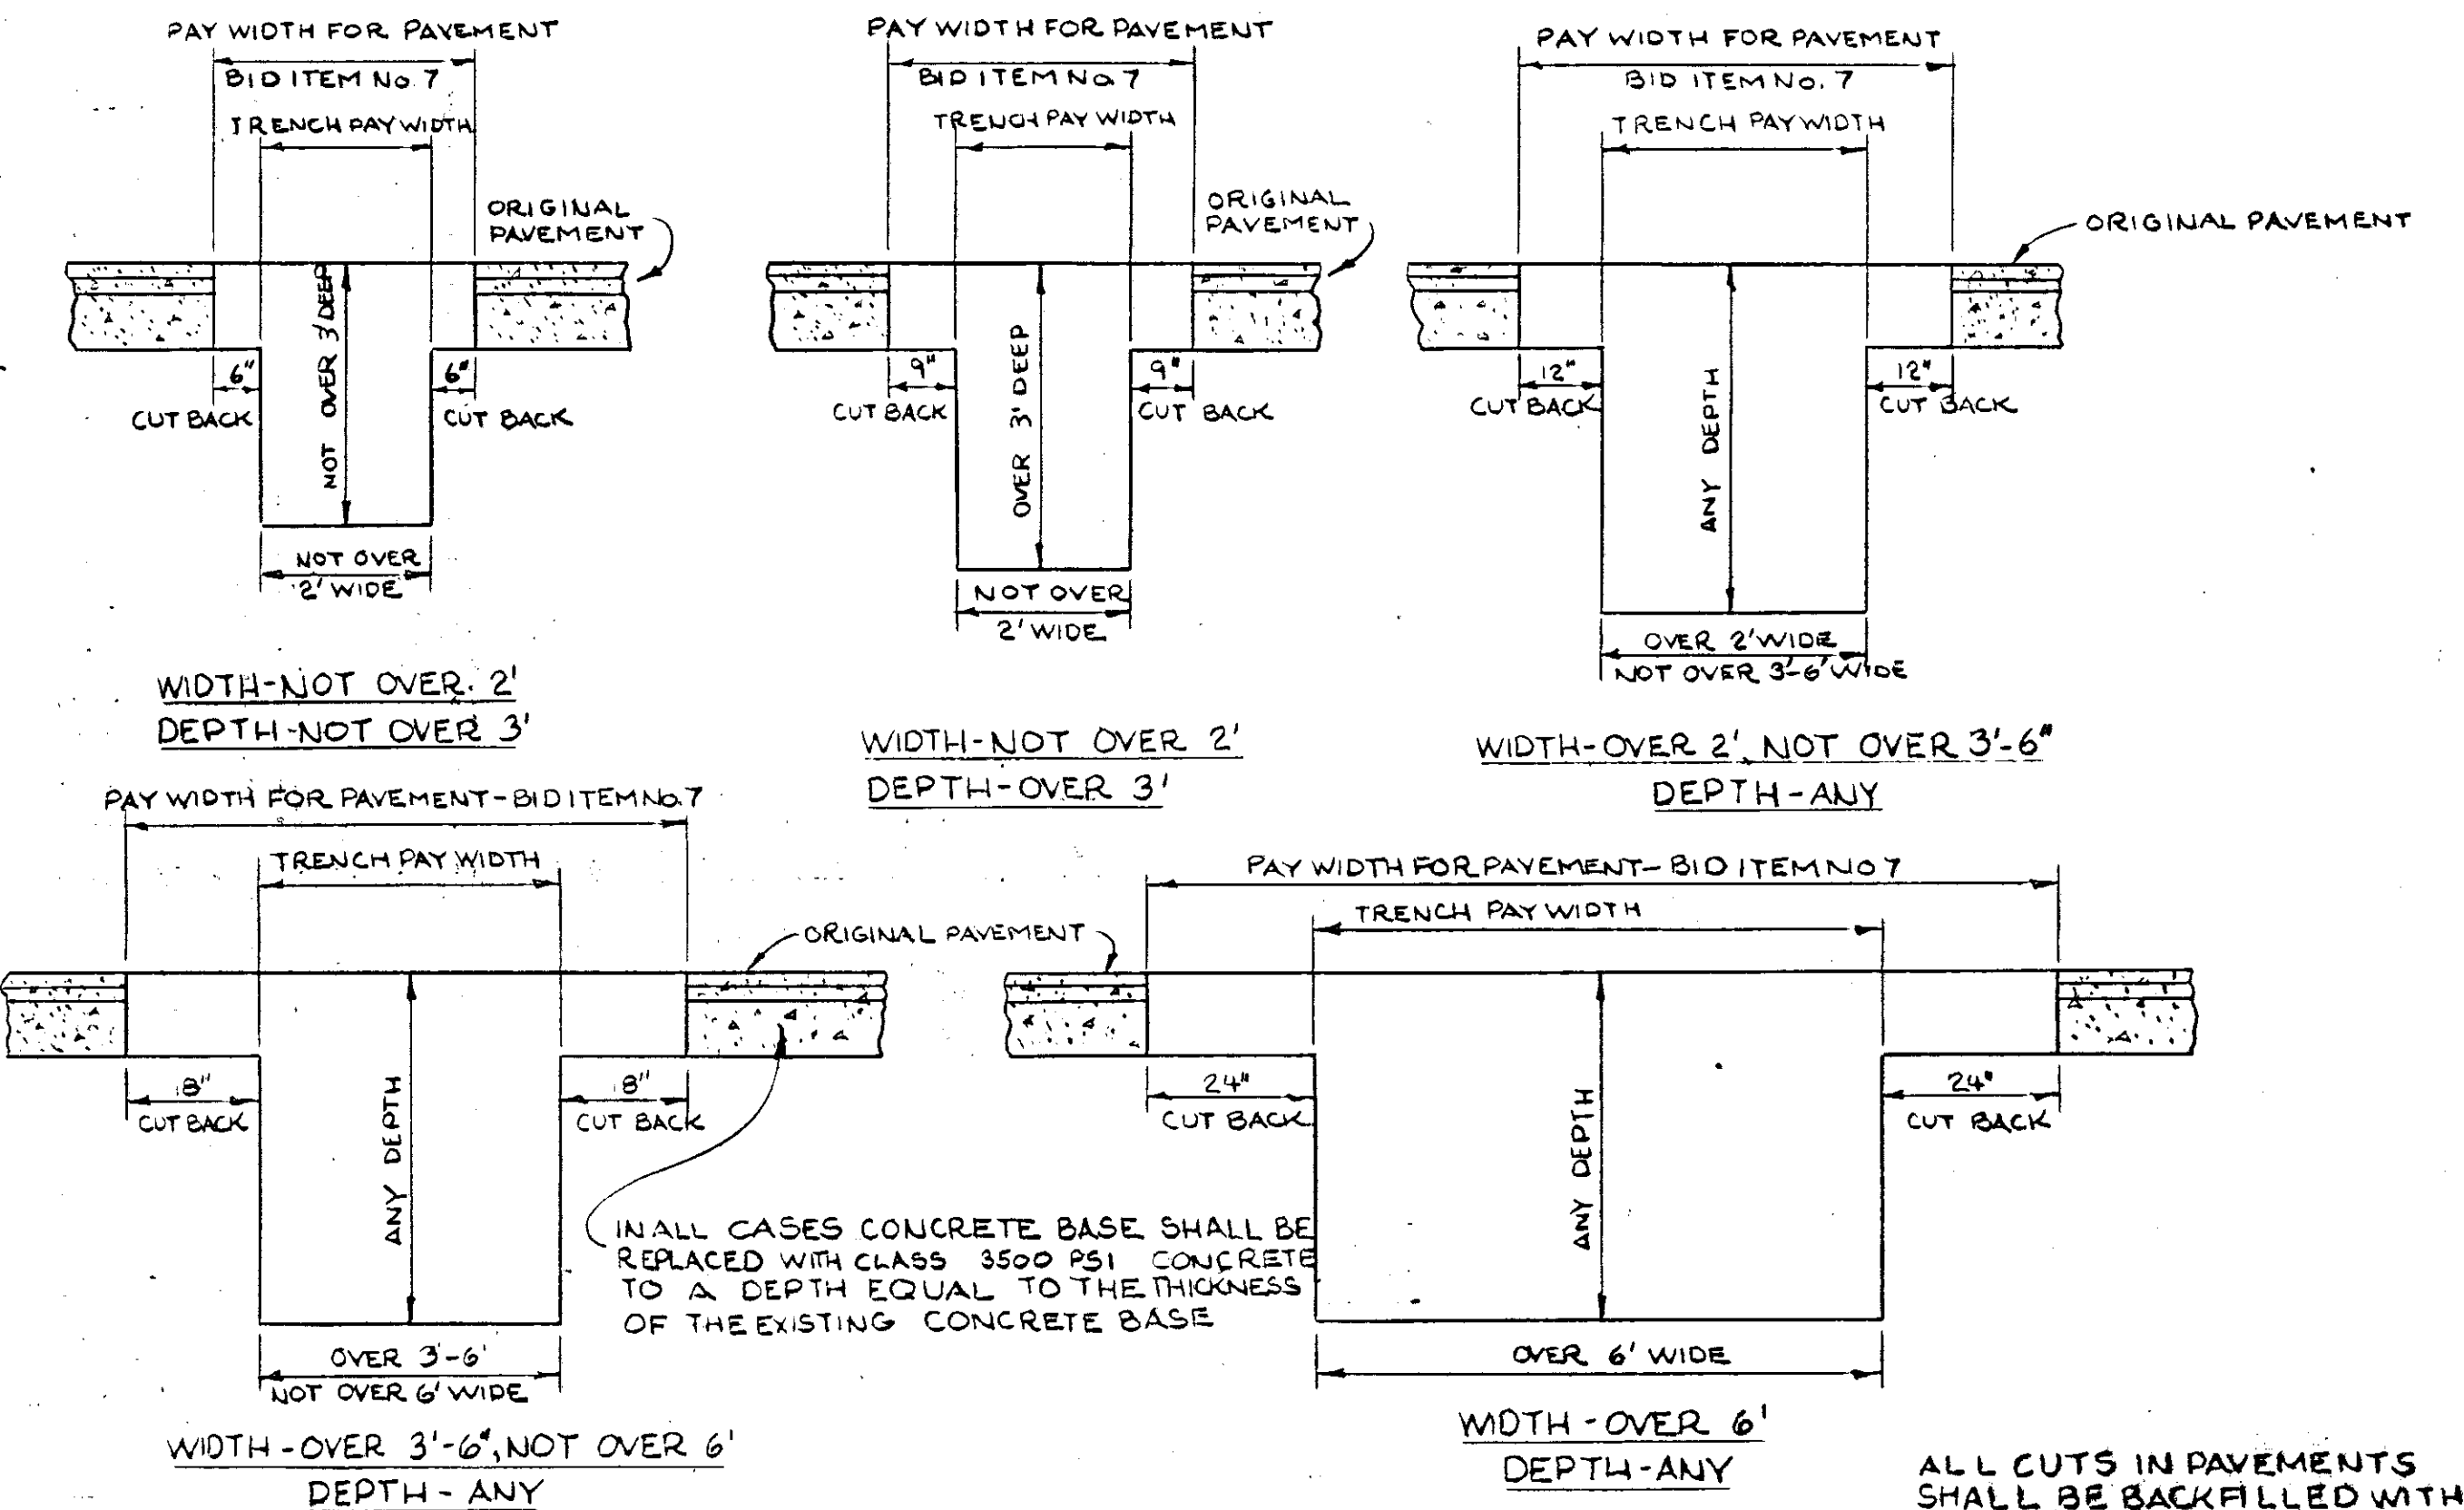 PAY WIDTH FOR PAVEMENT
BID ITEM No. 7
TRENCH PAY WIDTH
ORIGINAL
PAVEMENT
NOT OVER 3' DEEP
6"
6"
CUT BACK
CUT BACK
NOT OVER
2' WIDE
WIDTH-NOT OVER. 2'
DEPTH-NOT OVER 3'
PAY WIDTH FOR PAVEMENT
BID ITEM No. 7
TRENCH PAY WIDTH
ORIGINAL
PAVEMENT
OVER 3' DEEP
9"
9"
CUT BACK
CUT BACK
NOT OVER
2' WIDE
WIDTH-NOT OVER 2'
DEPTH-OVER 3'
PAY WIDTH FOR PAVEMENT
BID ITEM No. 7
TRENCH PAY WIDTH
ORIGINAL PAVEMENT
ANY DEPTH
12"
12"
CUT BACK
CUT BACK
OVER 2' WIDE
NOT OVER 3'-6' WIDE
WIDTH-OVER 2', NOT OVER 3'-6"
DEPTH-ANY
PAY WIDTH FOR PAVEMENT-BID ITEM No. 7
TRENCH PAY WIDTH
ORIGINAL PAVEMENT
ANY DEPTH
18"
18"
CUT BACK
CUT BACK
IN ALL CASES CONCRETE BASE SHALL BE
REPLACED WITH CLASS 3500 PSI CONCRETE
TO A DEPTH EQUAL TO THE THICKNESS
OF THE EXISTING CONCRETE BASE
OVER 3'-6'
NOT OVER 6' WIDE
WIDTH-OVER 3'-6", NOT OVER 6'
DEPTH-ANY
PAY WIDTH FOR PAVEMENT-BID ITEM NO 7
TRENCH PAY WIDTH
ANY DEPTH
24"
24"
CUT BACK
CUT BACK
OVER 6' WIDE
WIDTH-OVER 6'
DEPTH-ANY
ALL CUTS IN PAVEMENTS
SHALL BE BACKFILLED WITH